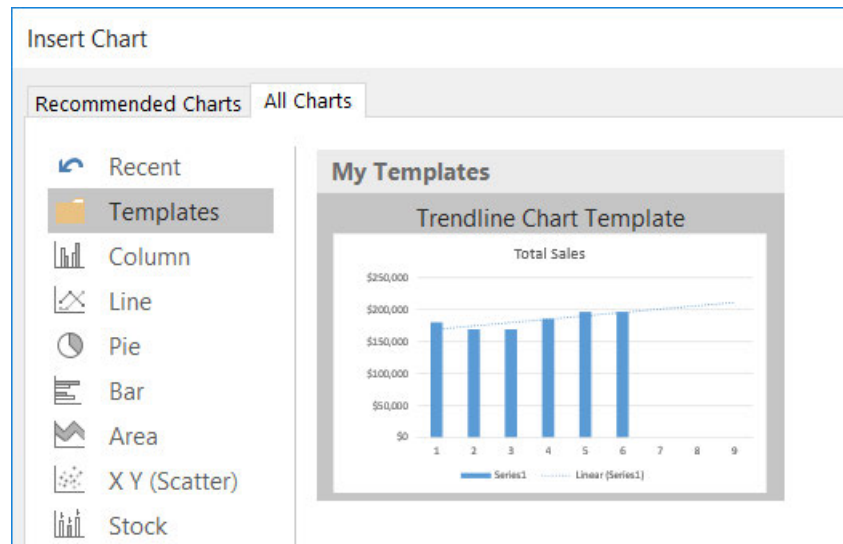 Insert Chart
Recommended Charts
All Charts
Recent
Templates
Column
Line
Pie
Bar
Area
X Y (Scatter)
Stock
My Templates
Trendline Chart Template
Total Sales
$250,000
$200,000
$150,000
$100,000
$50,000
$0
1 2 3 4 5 6 7 8 9
Series1 Linear (Series1)